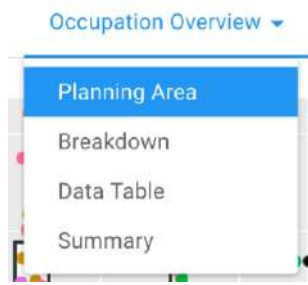 Occupation Overview
Planning Area
Breakdown
Data Table
Summary